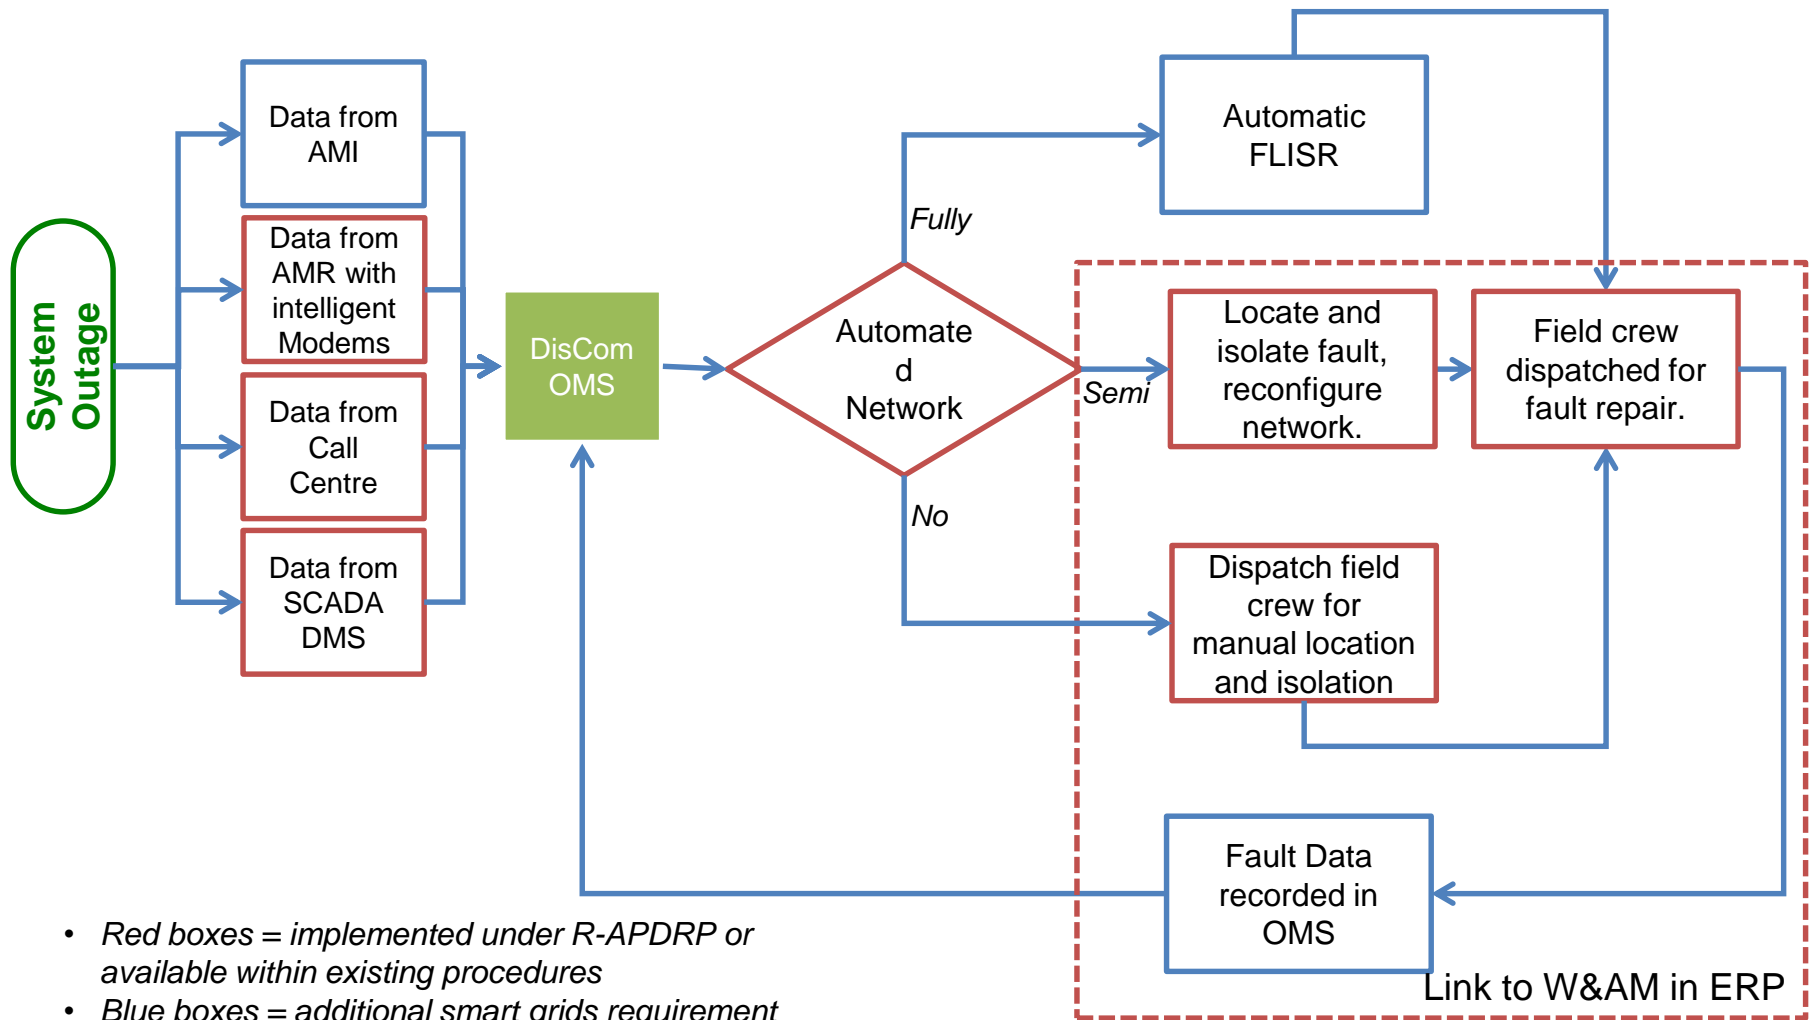 System
Outage
Data from
AMI
Data from
AMR with
intelligent
Modems
Data from
Call
Centre
Data from
SCADA
DMS
DisCom
OMS
Automate
d
Network
Fully
Semi
No
Automatic
FLISR
Locate and
isolate fault,
reconfigure
network.
Field crew
dispatched for
fault repair.
Dispatch field
crew for
manual location
and isolation
Fault Data
recorded in
OMS
Link to W&AM in ERP
• Red boxes = implemented under R-APDRP or
available within existing procedures
• Blue boxes = additional smart grids requirement